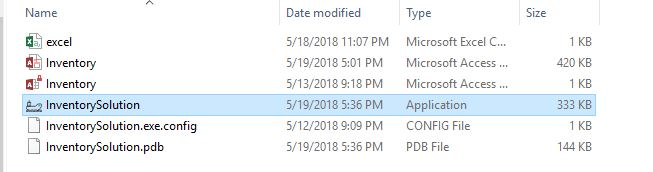 Name Date modified Type Size
excel 5/18/2018 11:07 PM Microsoft Excel C... 1 KB
Inventory 5/19/2018 5:01 PM Microsoft Access ... 420 KB
Inventory 5/13/2018 9:18 PM Microsoft Access ... 1 KB
InventorySolution 5/19/2018 5:36 PM Application 333 KB
InventorySolution.exe.config 5/12/2018 9:09 PM CONFIG File 1 KB
InventorySolution.pdb 5/19/2018 5:36 PM PDB File 144 KB